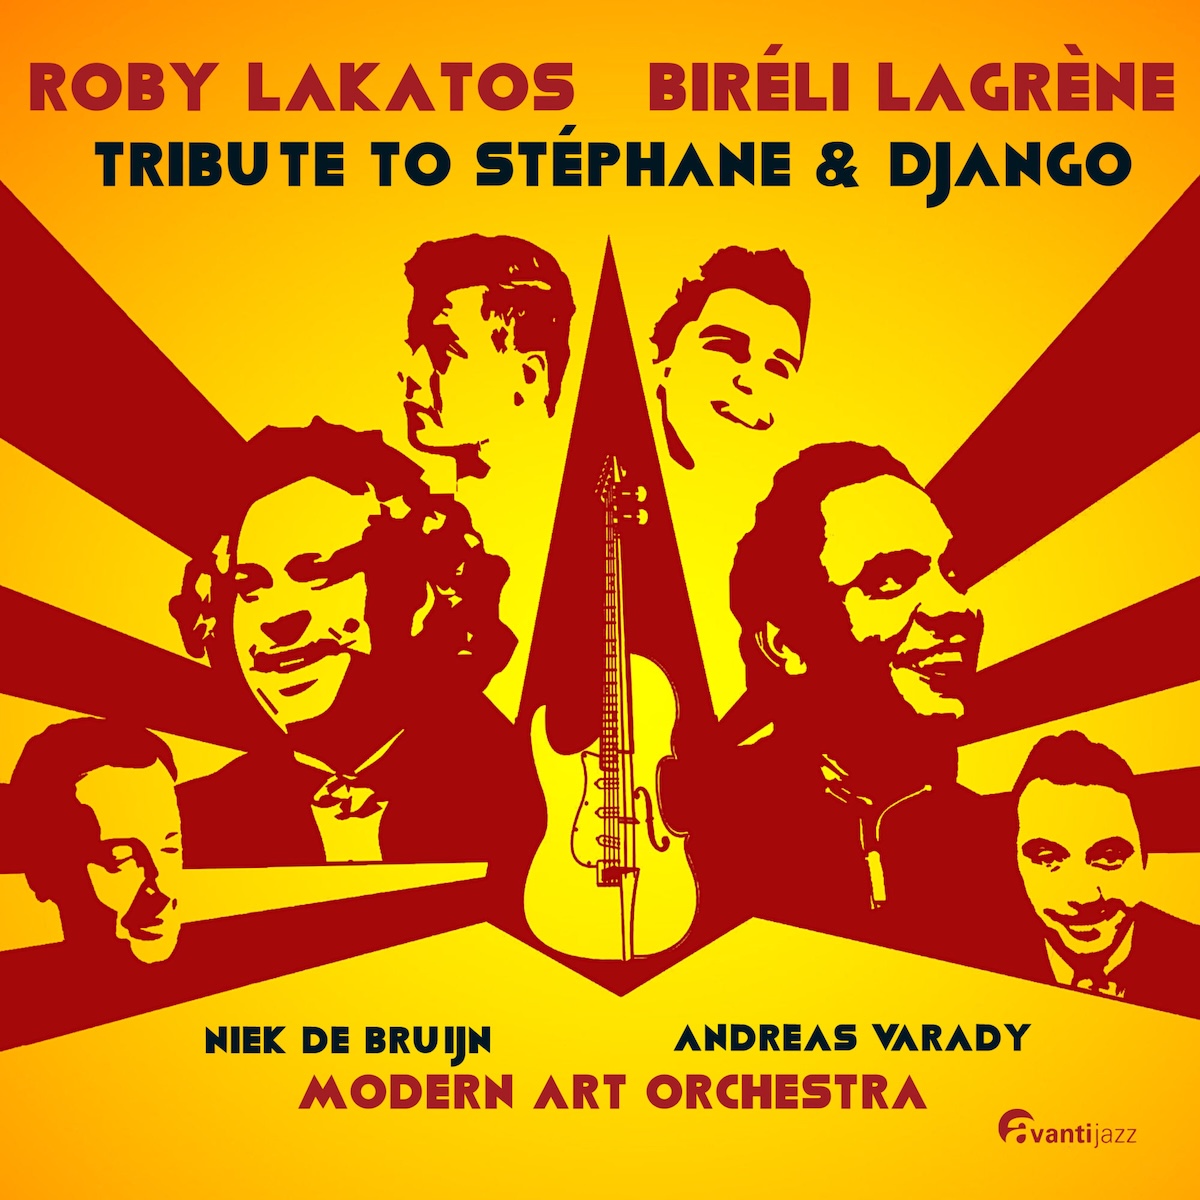 ROBY LAKATOS BIRÉLI LAGRÈNE
TRIBUTE TO STÉPHANE & DJANGO
NIEK DE BRUIJN ANDREAS VARADY
MODERN ART ORCHESTRA
avantijazz